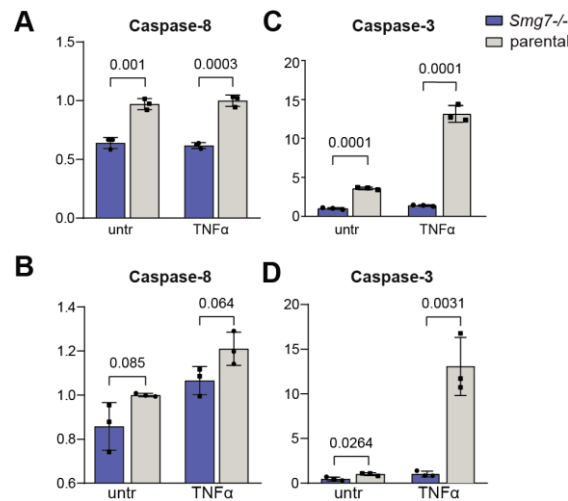 A
Caspase-8
1.5
1.0
0.5
0.0
0.001
0.0003
untr
TNFα
C
Caspase-3
20
15
10
5
0
0.0001
0.0001
untr
TNFα
Smg7-/-
parental
B
Caspase-8
1.4
1.2
1.0
0.8
0.6
0.085
0.064
untr
TNFα
D
Caspase-3
20
15
10
5
0
0.0264
0.0031
untr
TNFα